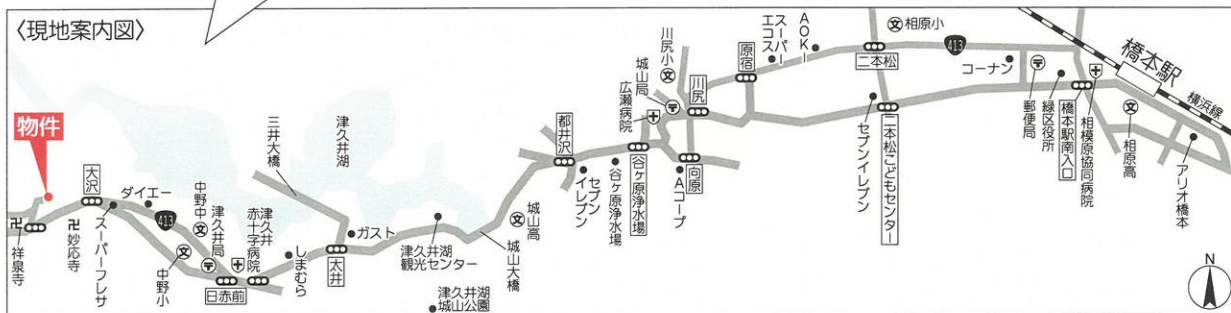 〈現地案内図〉
物件
祥泉寺
妙応寺
大沢
スーパーフレサ
ダイエー
413
中野中
中野小
津久井局
日赤前
津久井赤十字病院
しまむら
三井大橋
津久井湖
太井
ガスト
津久井湖観光センター
津久井湖城山公園
城山大橋
城山高
都井沢
セブンイレブン
谷ヶ原浄水場
谷ケ原浄水場
広瀬病院
城山局
川尻小
川尻
向原
Aコープ
原宿
スーパーエコス
AOKI
相原小
二本松
413
セブンイレブン
二本松こどもセンター
コーナン
郵便局
緑区役所
橋本駅南入口
相模原協同病院
相原高
アリオ橋本
橋本駅
横浜線
N